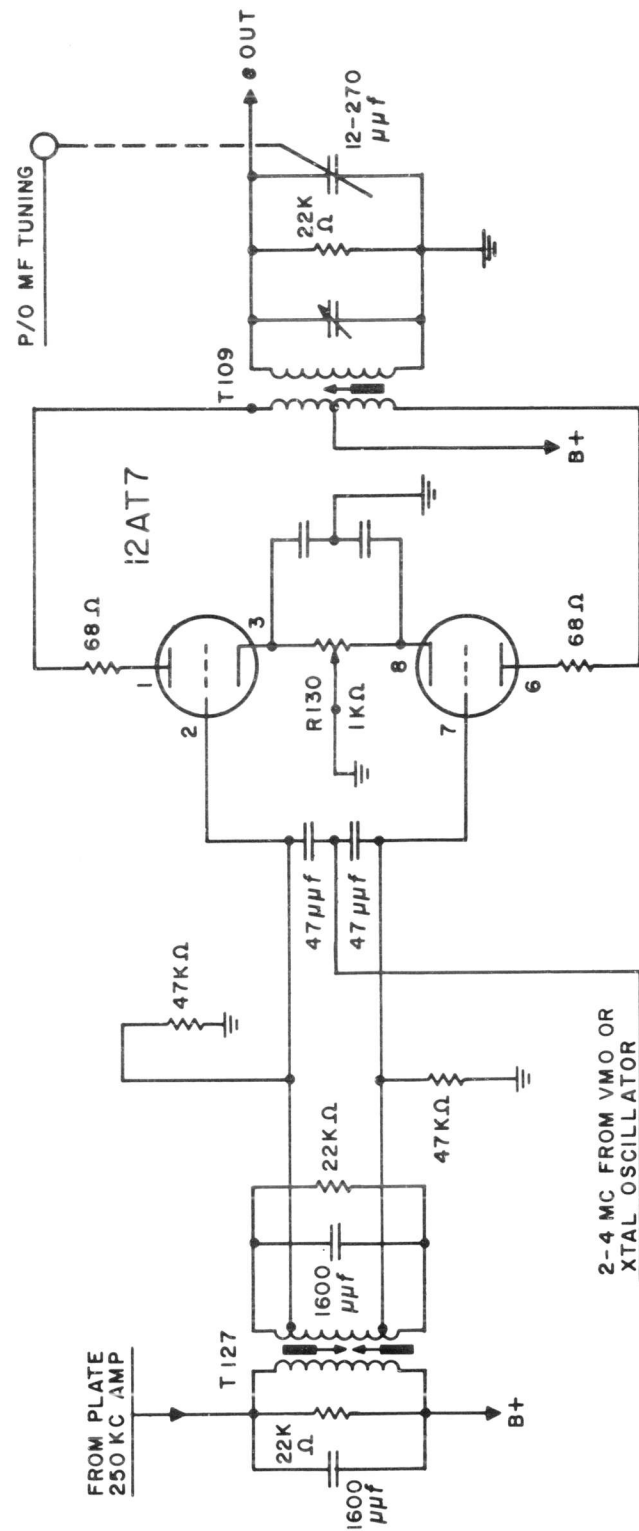 P/O MF TUNING
FROM PLATE
250 KC AMP
T127
1600
µµf
22K
Ω
B+
1600
µµf
22KΩ
47KΩ
47KΩ
47µµf
47µµf
2-4 MC FROM VMO OR
XTAL OSCILLATOR
12AT7
68Ω
1
2
3
R130
1KΩ
8
7
6
68Ω
T109
B+
22K
Ω
12-270
µµf
e OUT